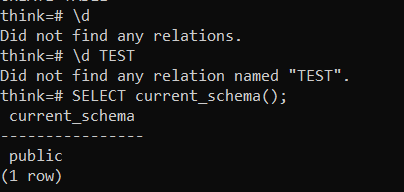 think=# \d
Did not find any relations.
think=# \d TEST
Did not find any relation named "TEST".
think=# SELECT current_schema();
 current_schema
----------------
 public
(1 row)